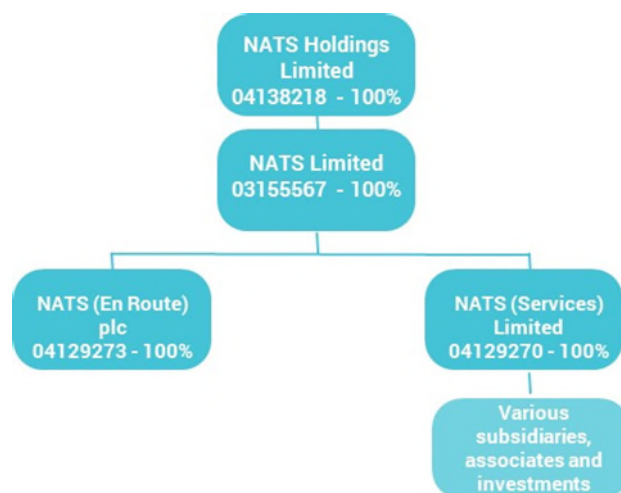 NATS Holdings
Limited
04138218 - 100%
NATS Limited
03155567 - 100%
NATS (En Route)
plc
04129273 - 100%
NATS (Services)
Limited
04129270 - 100%
Various
subsidiaries,
associates and
investments